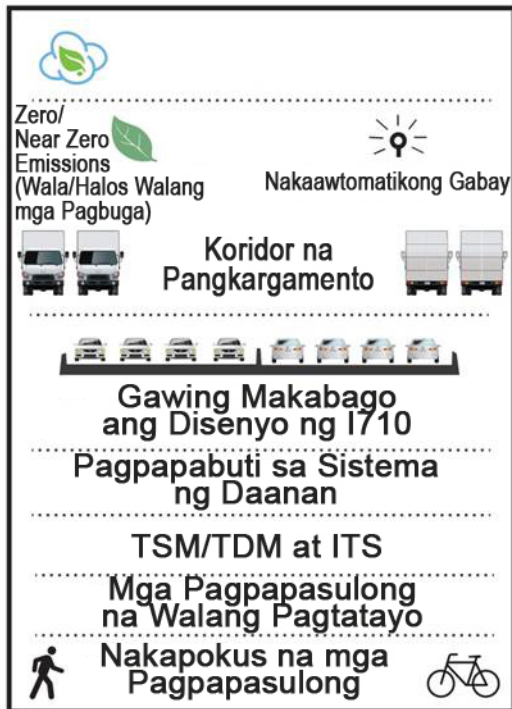 Zero/
Near Zero
Emissions
(Wala/Halos Walang
mga Pagbuga)
Nakaawtomatikong Gabay
Koridor na
Pangkargamento
Gawing Makabago
ang Disenyo ng I710
Pagpapabuti sa Sistema
ng Daanan
TSM/TDM at ITS
Mga Pagpapasulong
na Walang Pagtatayo
Nakapokus na mga
Pagpapasulong